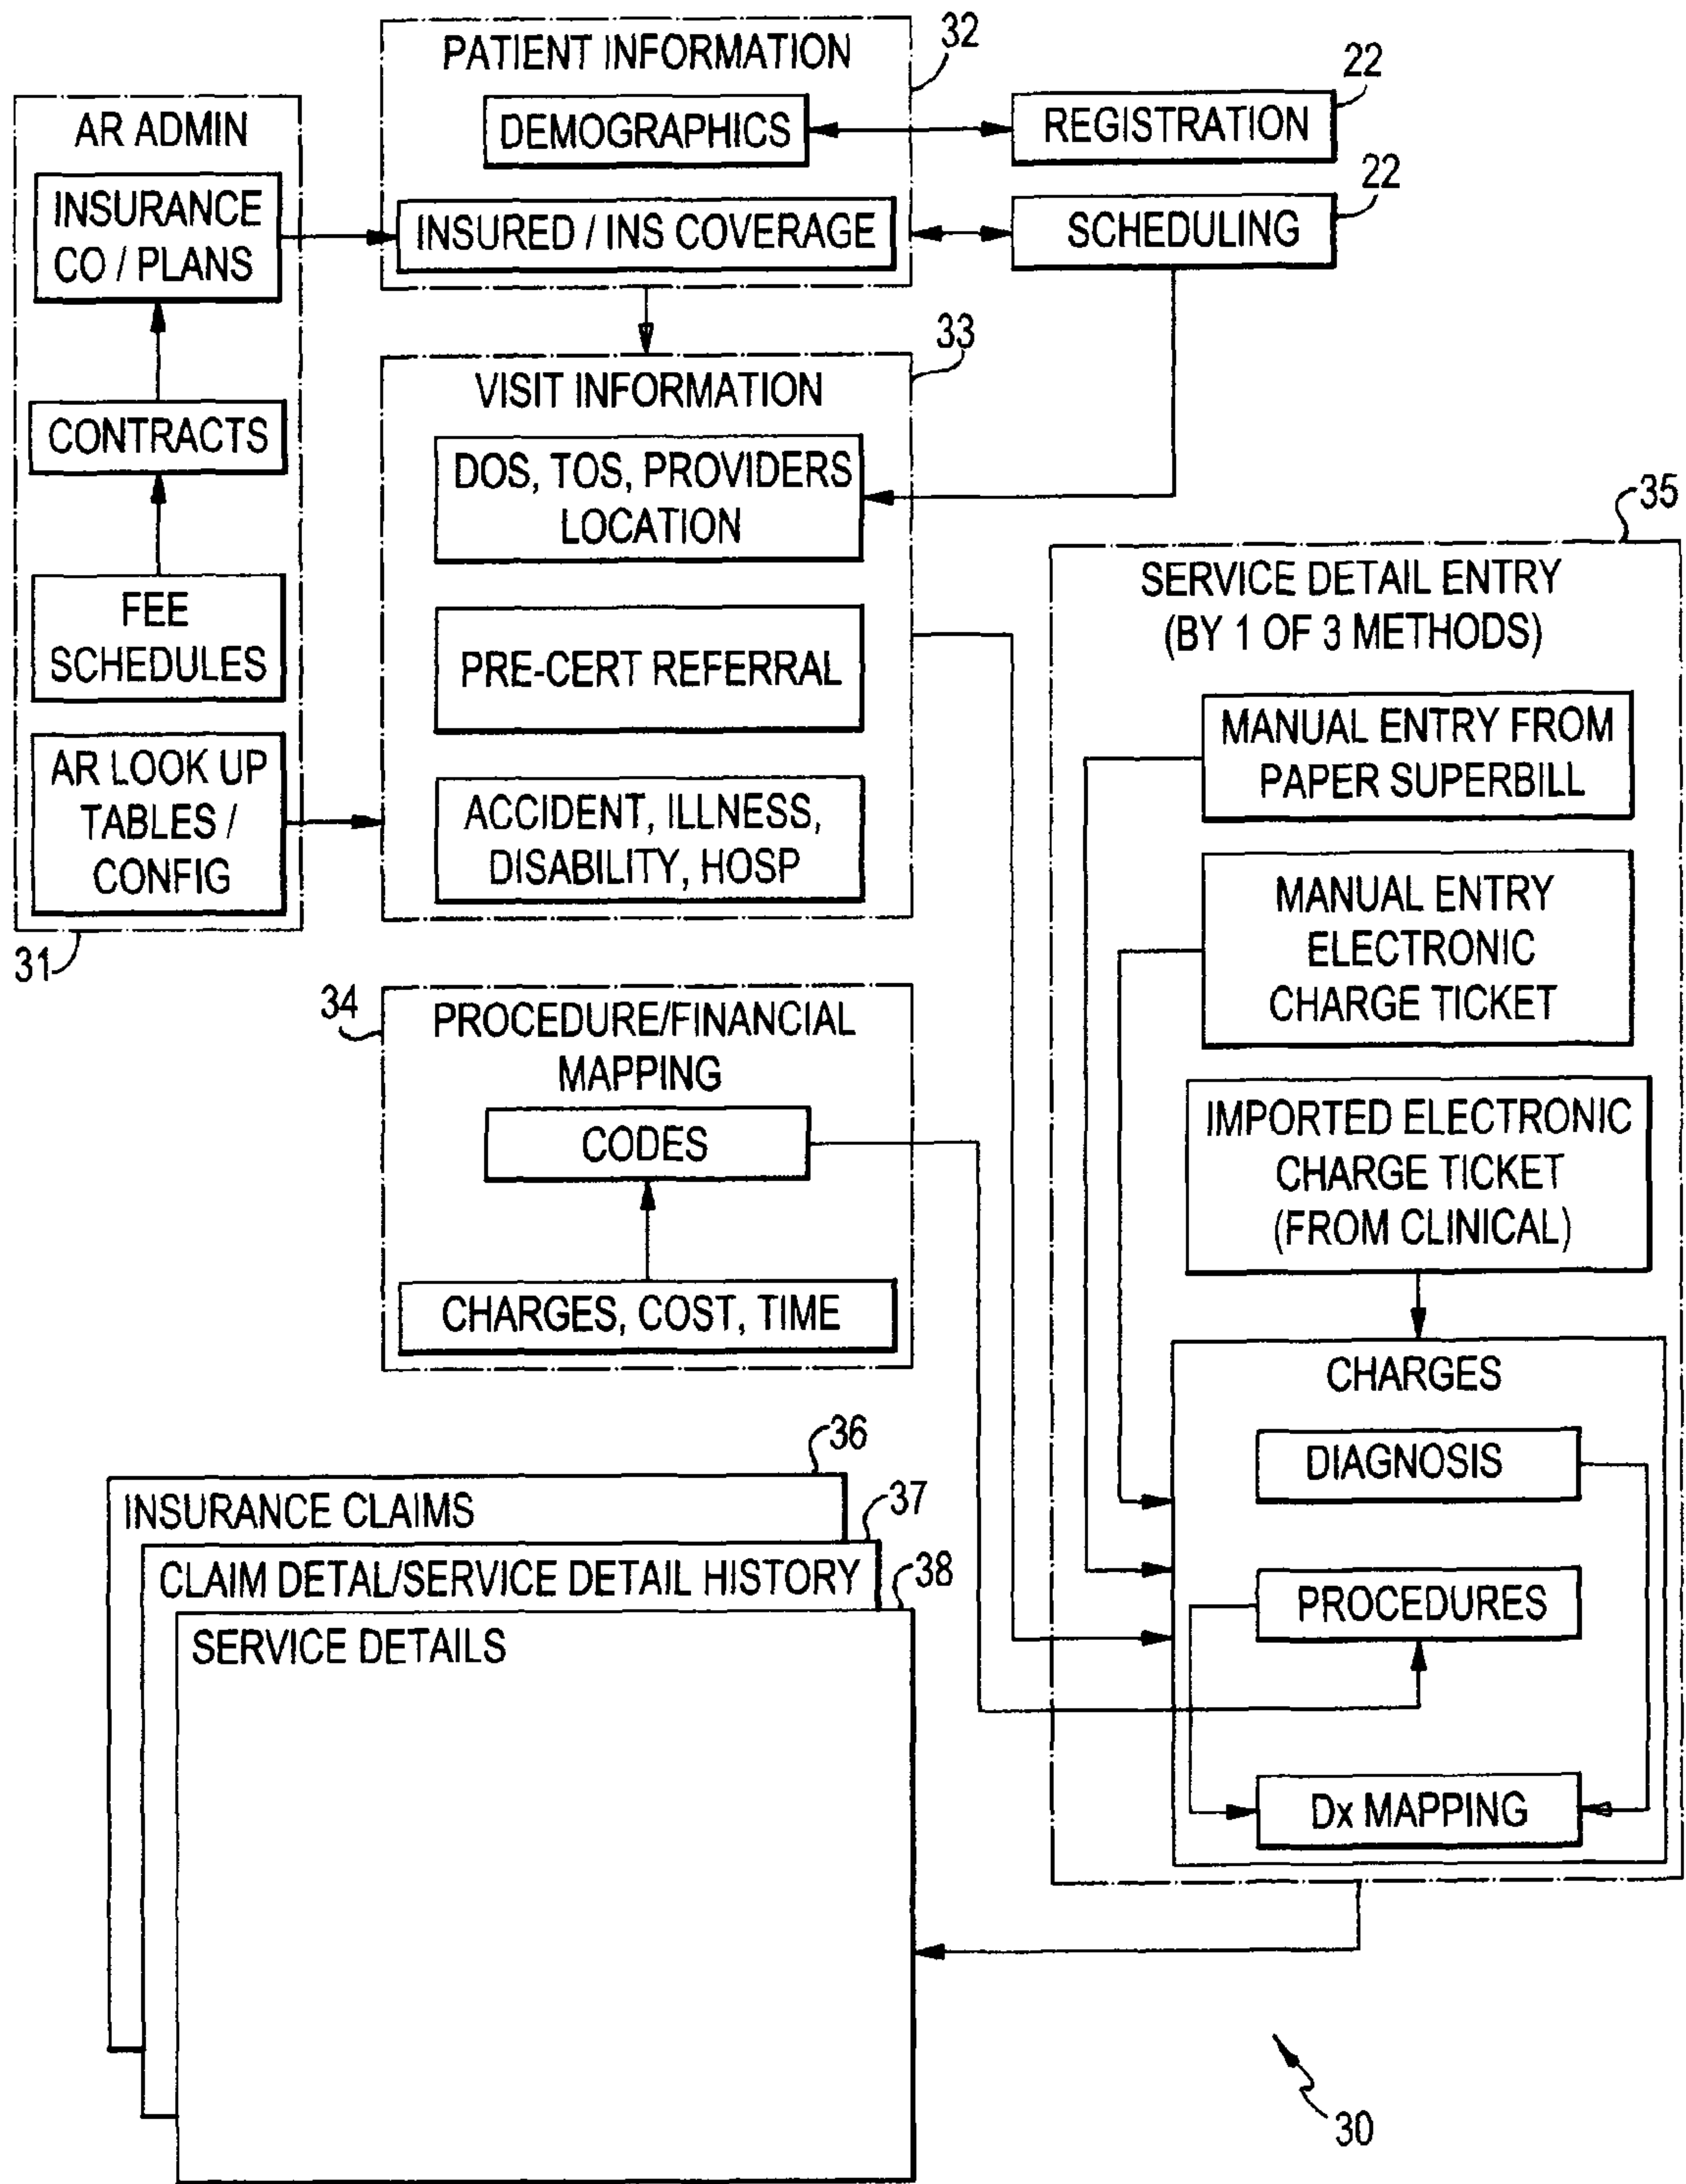 32
PATIENT INFORMATION
DEMOGRAPHICS
22
REGISTRATION
INSURED / INS COVERAGE
22
SCHEDULING
AR ADMIN
INSURANCE
CO / PLANS
CONTRACTS
FEE
SCHEDULES
AR LOOK UP
TABLES /
CONFIG
31
33
VISIT INFORMATION
DOS, TOS, PROVIDERS
LOCATION
PRE-CERT REFERRAL
ACCIDENT, ILLNESS,
DISABILITY, HOSP
34
PROCEDURE/FINANCIAL
MAPPING
CODES
CHARGES, COST, TIME
35
SERVICE DETAIL ENTRY
(BY 1 OF 3 METHODS)
MANUAL ENTRY FROM
PAPER SUPERBILL
MANUAL ENTRY
ELECTRONIC
CHARGE TICKET
IMPORTED ELECTRONIC
CHARGE TICKET
(FROM CLINICAL)
CHARGES
DIAGNOSIS
PROCEDURES
Dx MAPPING
36
INSURANCE CLAIMS
37
CLAIM DETAL/SERVICE DETAIL HISTORY
38
SERVICE DETAILS
30